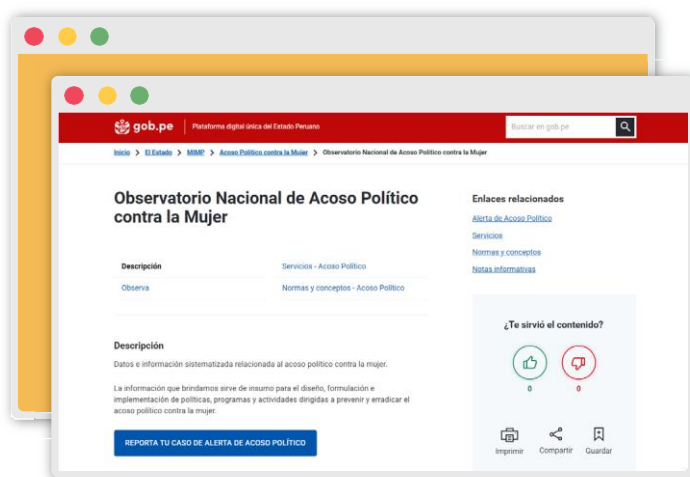 gob.pe Plataforma digital única del Estado Peruano Buscar en gob.pe
Inicio > El Estado > MIMP > Acoso Político contra la Mujer > Observatorio Nacional de Acoso Político contra la Mujer
Observatorio Nacional de Acoso Político
contra la Mujer
Descripción Servicios - Acoso Político
Observa Normas y conceptos - Acoso Político
Descripción
Datos e información sistematizada relacionada al acoso político contra la mujer.
La información que brindamos sirve de insumo para el diseño, formulación e
implementación de políticas, programas y actividades dirigidas a prevenir y erradicar el
acoso político contra la mujer.
REPORTA TU CASO DE ALERTA DE ACOSO POLÍTICO
Enlaces relacionados
Alerta de Acoso Político
Servicios
Normas y conceptos
Notas informativas
¿Te sirvió el contenido?
0 0
Imprimir Compartir Guardar